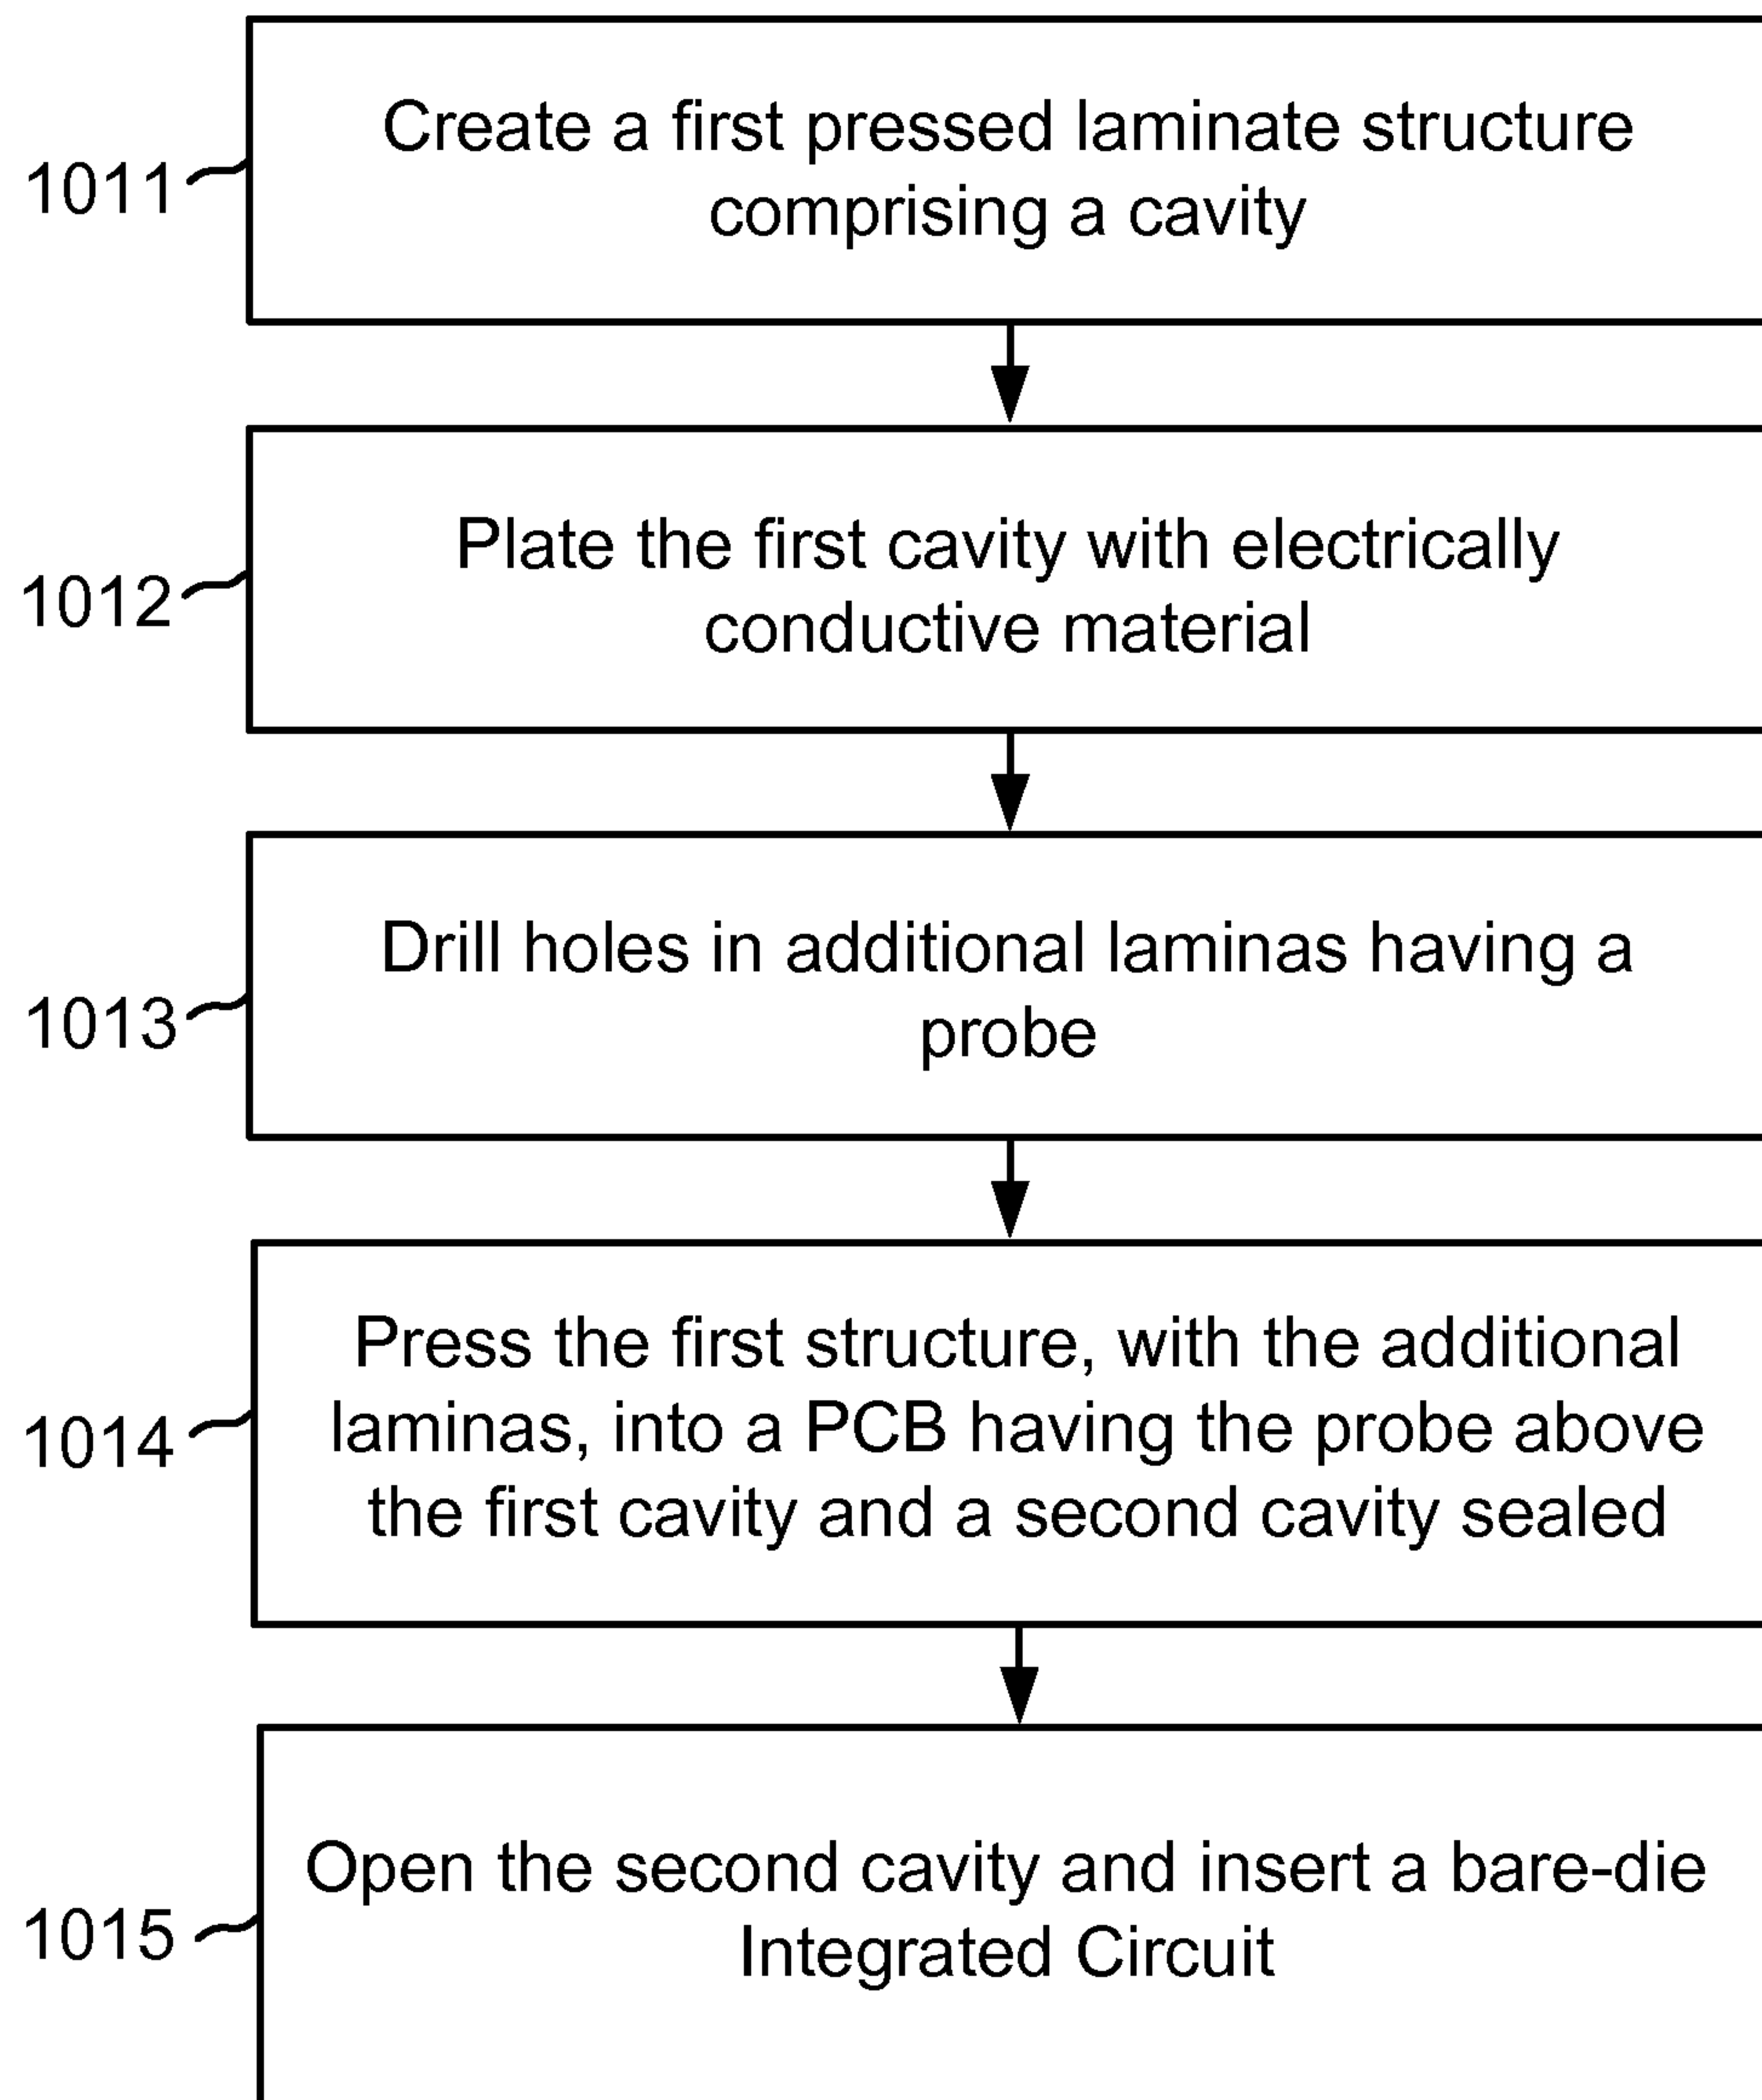 Create a first pressed laminate structure
comprising a cavity
1011
Plate the first cavity with electrically
conductive material
1012
Drill holes in additional laminas having a
probe
1013
Press the first structure, with the additional
laminas, into a PCB having the probe above
the first cavity and a second cavity sealed
1014
Open the second cavity and insert a bare-die
Integrated Circuit
1015